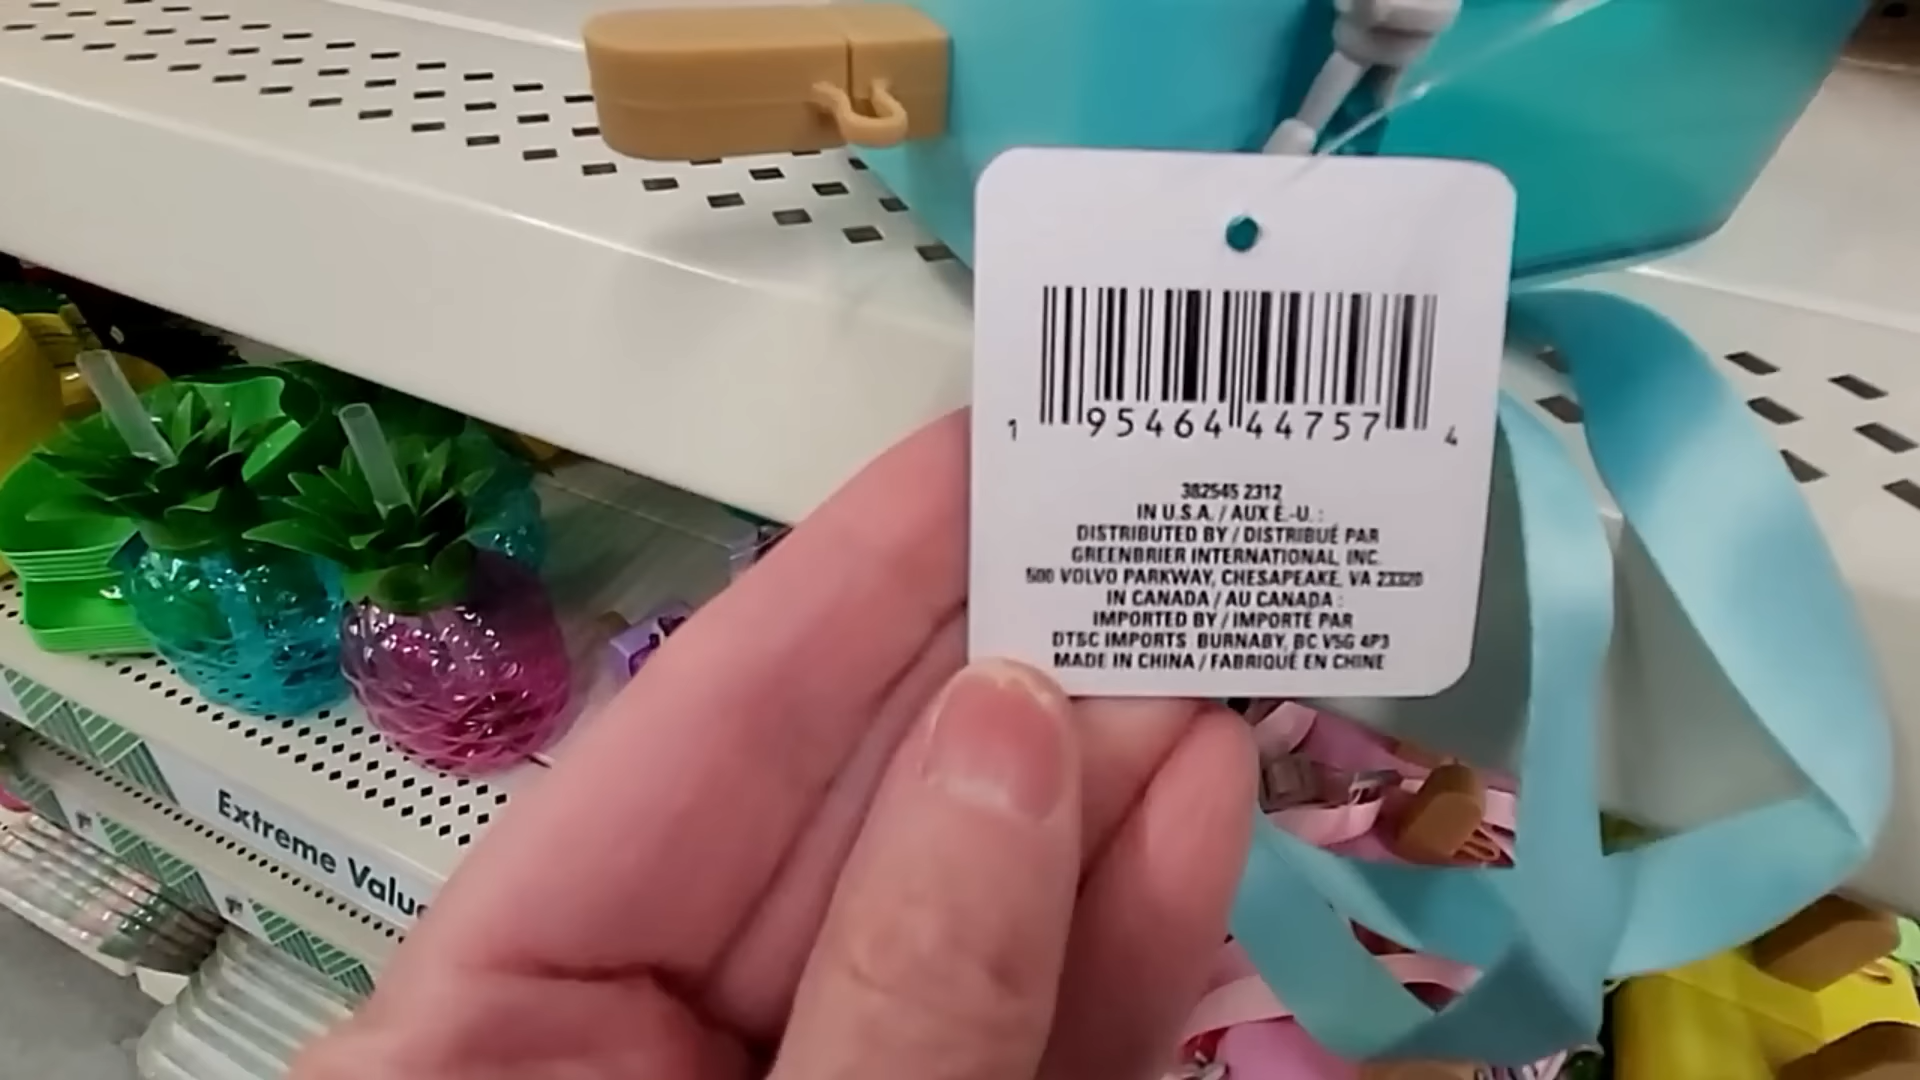 1 95464 44757 4
382545 2312
IN U.S.A. / AUX É.-U. :
DISTRIBUTED BY / DISTRIBUÉ PAR
GREENBRIER INTERNATIONAL, INC.
500 VOLVO PARKWAY, CHESAPEAKE, VA 23320
IN CANADA / AU CANADA :
IMPORTED BY / IMPORTÉ PAR
DTSC IMPORTS BURNABY, BC V5G 4P3
MADE IN CHINA / FABRIQUÉ EN CHINE
Extreme Value